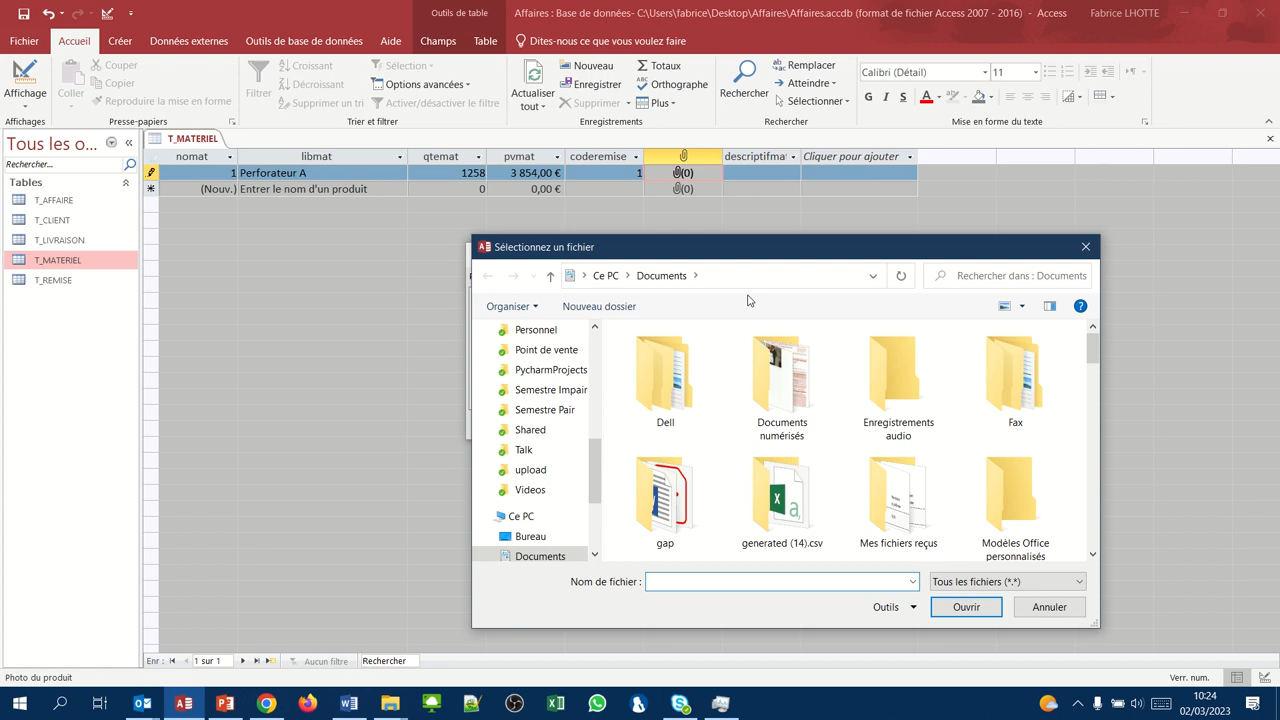 Outils de table
Affaires : Base de données- C:\Users\fabrice\Desktop\Affaires\Affaires.accdb (format de fichier Access 2007 - 2016) - Access
Fabrice LHOTTE
Fichier
Accueil
Créer
Données externes
Outils de base de données
Aide
Champs
Table
Dites-nous ce que vous voulez faire
Affichage
Affichages
Coller
Couper
Copier
Reproduire la mise en forme
Presse-papiers
Filtrer
Croissant
Décroissant
Supprimer un tri
Sélection
Options avancées
Activer/désactiver le filtre
Trier et filtrer
Actualiser
tout
Nouveau
Enregistrer
Supprimer
Totaux
Orthographe
Plus
Enregistrements
Rechercher
Remplacer
Atteindre
Sélectionner
Rechercher
Calibri (Détail)
11
G I S
Mise en forme du texte
Tous les o...
Rechercher...
Tables
T_AFFAIRE
T_CLIENT
T_LIVRAISON
T_MATERIEL
T_REMISE
T_MATERIEL
nomat libmat qtemat pvmat coderemise descriptifmat Cliquer pour ajouter
1 Perforateur A 1258 3 854,00 € 1 (0)
(Nouv.) Entrer le nom d'un produit 0 0,00 € (0)
Sélectionnez un fichier
Ce PC
Documents
Rechercher dans : Documents
Organiser
Nouveau dossier
Personnel
Point de vente
PycharmProjects
Semestre Impair
Semestre Pair
Shared
Talk
upload
Videos
Ce PC
Bureau
Documents
Dell
Documents
numérisés
Enregistrements
audio
Fax
gap
generated (14).csv
Mes fichiers reçus
Modèles Office
personnalisés
Nom de fichier :
Tous les fichiers (*.*)
Outils
Ouvrir
Annuler
Enr :
1 sur 1
Aucun filtre
Rechercher
Photo du produit
Verr. num.
10:24
02/03/2023